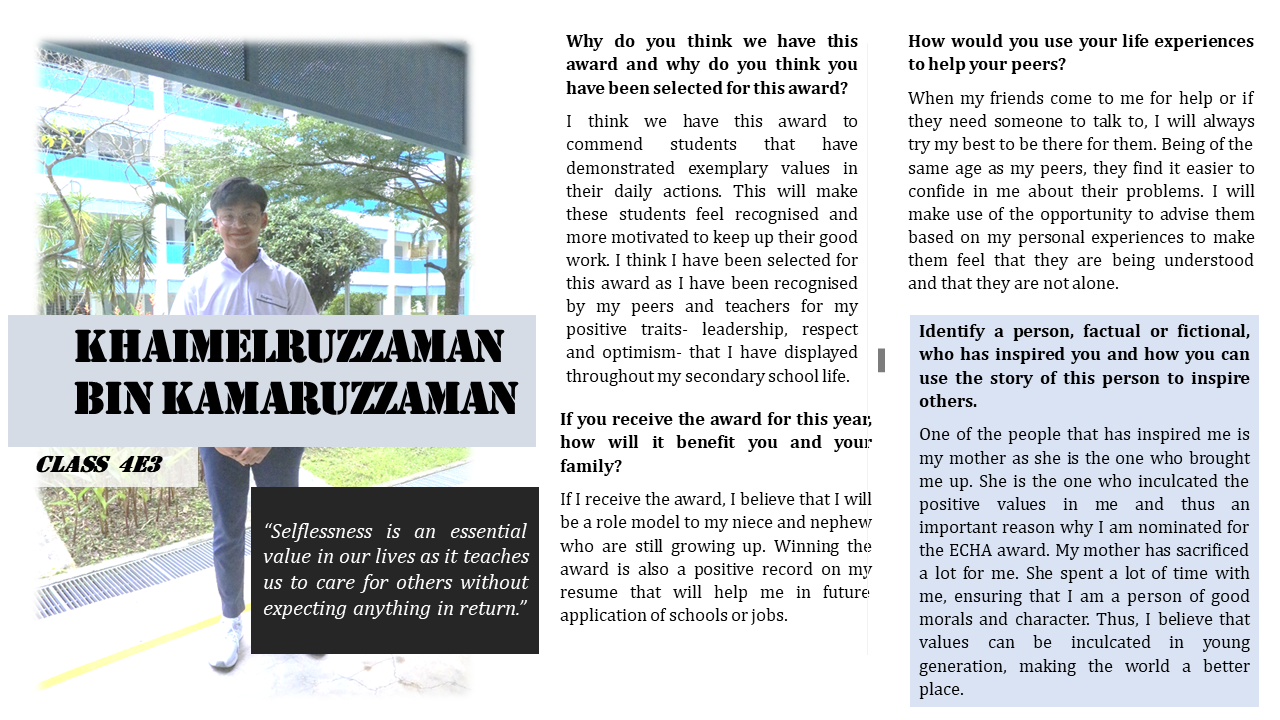 KHAIMELRUZZAMAN
BIN KAMARUZZAMAN
CLASS 4E3
“Selflessness is an essential
value in our lives as it teaches
us to care for others without
expecting anything in return.”
Why do you think we have this
award and why do you think you
have been selected for this award?
I think we have this award to
commend students that have
demonstrated exemplary values in
their daily actions. This will make
these students feel recognised and
more motivated to keep up their good
work. I think I have been selected for
this award as I have been recognised
by my peers and teachers for my
positive traits- leadership, respect
and optimism- that I have displayed
throughout my secondary school life.
If you receive the award for this year,
how will it benefit you and your
family?
If I receive the award, I believe that I will
be a role model to my niece and nephew
who are still growing up. Winning the
award is also a positive record on my
resume that will help me in future
application of schools or jobs.
How would you use your life experiences
to help your peers?
When my friends come to me for help or if
they need someone to talk to, I will always
try my best to be there for them. Being of the
same age as my peers, they find it easier to
confide in me about their problems. I will
make use of the opportunity to advise them
based on my personal experiences to make
them feel that they are being understood
and that they are not alone.
Identify a person, factual or fictional,
who has inspired you and how you can
use the story of this person to inspire
others.
One of the people that has inspired me is
my mother as she is the one who brought
me up. She is the one who inculcated the
positive values in me and thus an
important reason why I am nominated for
the ECHA award. My mother has sacrificed
a lot for me. She spent a lot of time with
me, ensuring that I am a person of good
morals and character. Thus, I believe that
values can be inculcated in young
generation, making the world a better
place.